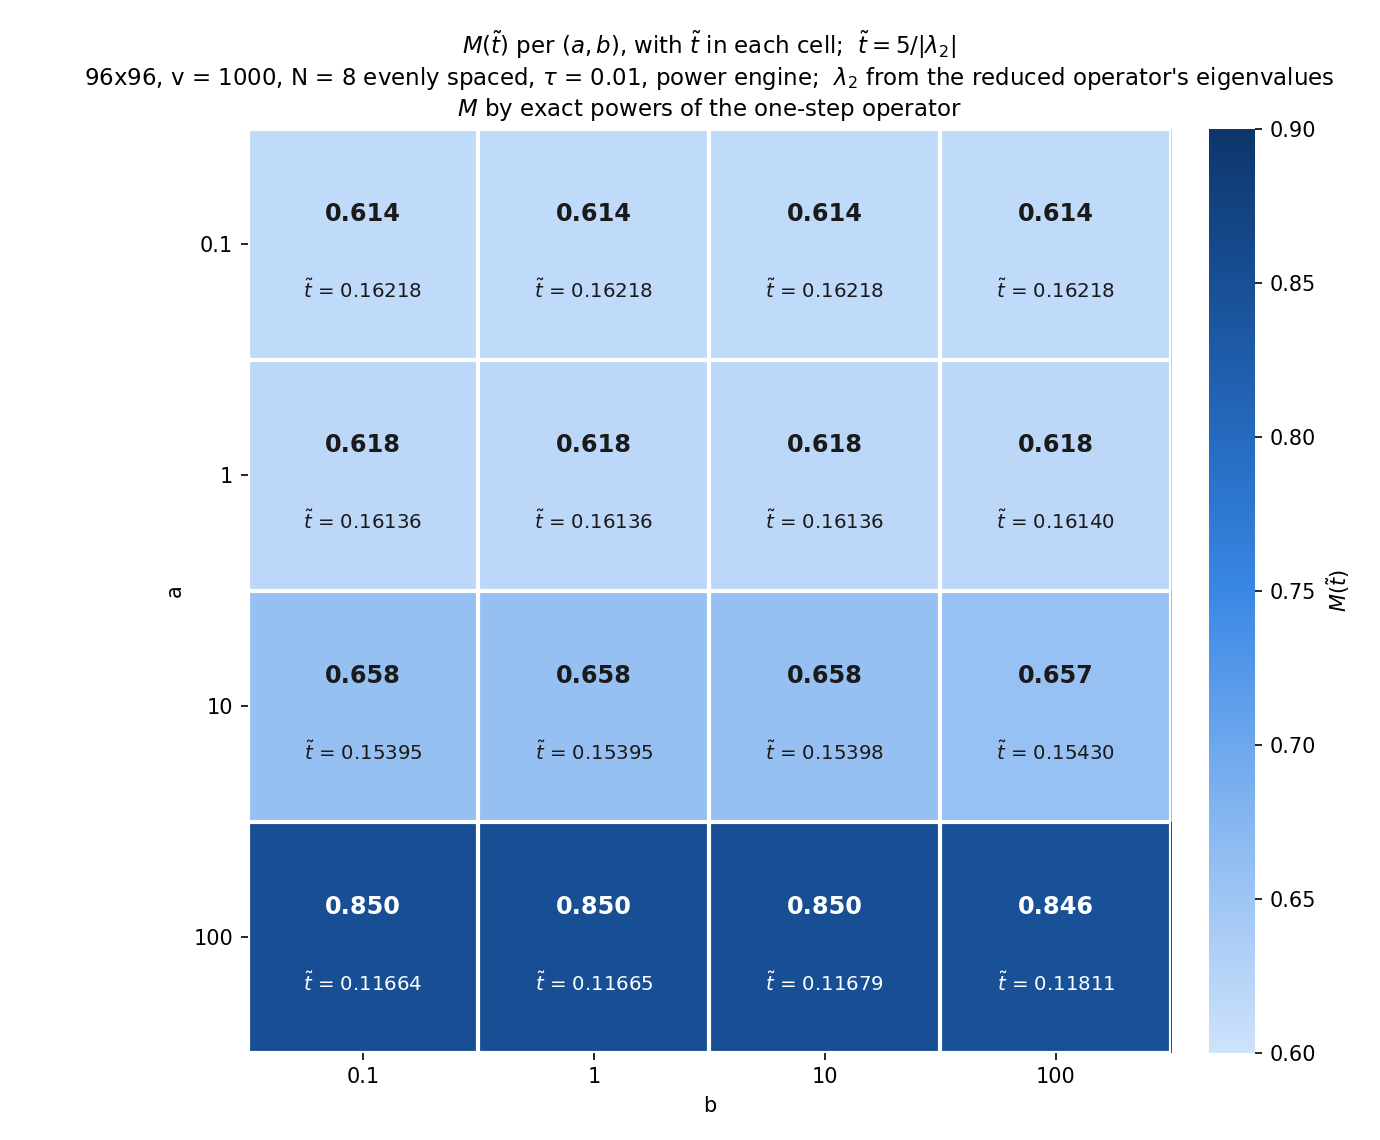 M(t̃) per (a, b), with t̃ in each cell; t̃ = 5/|λ₂|
96x96, v = 1000, N = 8 evenly spaced, τ = 0.01, power engine; λ₂ from the reduced operator's eigenvalues
M by exact powers of the one-step operator
0.614 0.614 0.614 0.614
0.1
t̃ = 0.16218 t̃ = 0.16218 t̃ = 0.16218 t̃ = 0.16218
0.618 0.618 0.618 0.618
1
t̃ = 0.16136 t̃ = 0.16136 t̃ = 0.16136 t̃ = 0.16140
a
0.658 0.658 0.658 0.657
10
t̃ = 0.15395 t̃ = 0.15395 t̃ = 0.15398 t̃ = 0.15430
0.850 0.850 0.850 0.846
100
t̃ = 0.11664 t̃ = 0.11665 t̃ = 0.11679 t̃ = 0.11811
0.1 1 10 100
b
0.90
0.85
0.80
0.75
0.70
0.65
0.60
M(t̃)